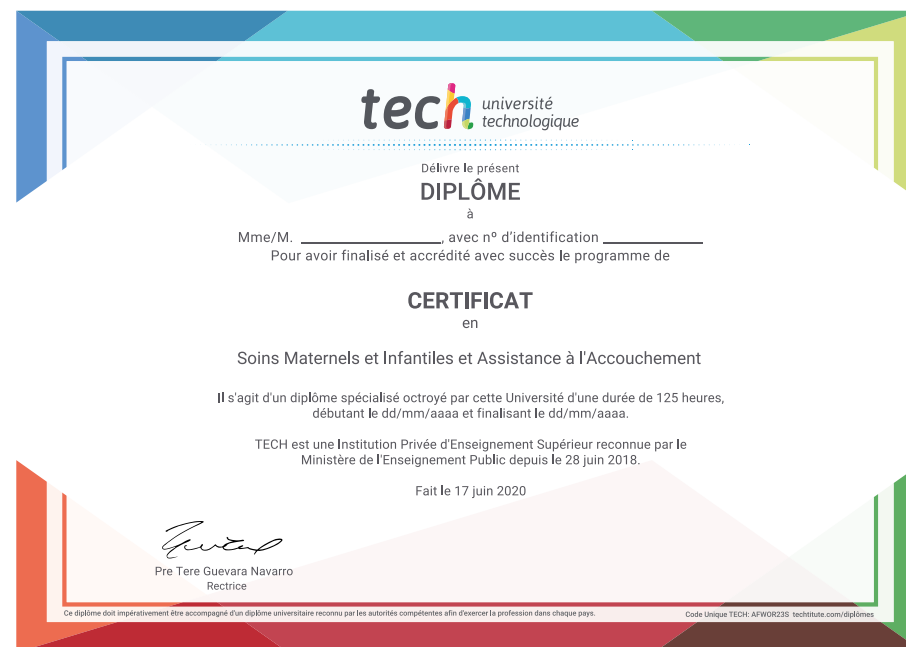 tech université
technologique
Délivre le présent
DIPLÔME
à
Mme/M. ____________________, avec nº d'identification ______________
Pour avoir finalisé et accrédité avec succès le programme de
CERTIFICAT
en
Soins Maternels et Infantiles et Assistance à l'Accouchement
Il s'agit d'un diplôme spécialisé octroyé par cette Université d'une durée de 125 heures,
débutant le dd/mm/aaaa et finalisant le dd/mm/aaaa.
TECH est une Institution Privée d'Enseignement Supérieur reconnue par le
Ministère de l'Enseignement Public depuis le 28 juin 2018.
Fait le 17 juin 2020
Pre Tere Guevara Navarro
Rectrice
Ce diplôme doit impérativement être accompagné d'un diplôme universitaire reconnu par les autorités compétentes afin d'exercer la profession dans chaque pays.
Code Unique TECH: AFWOR23S techtitute.com/diplômes